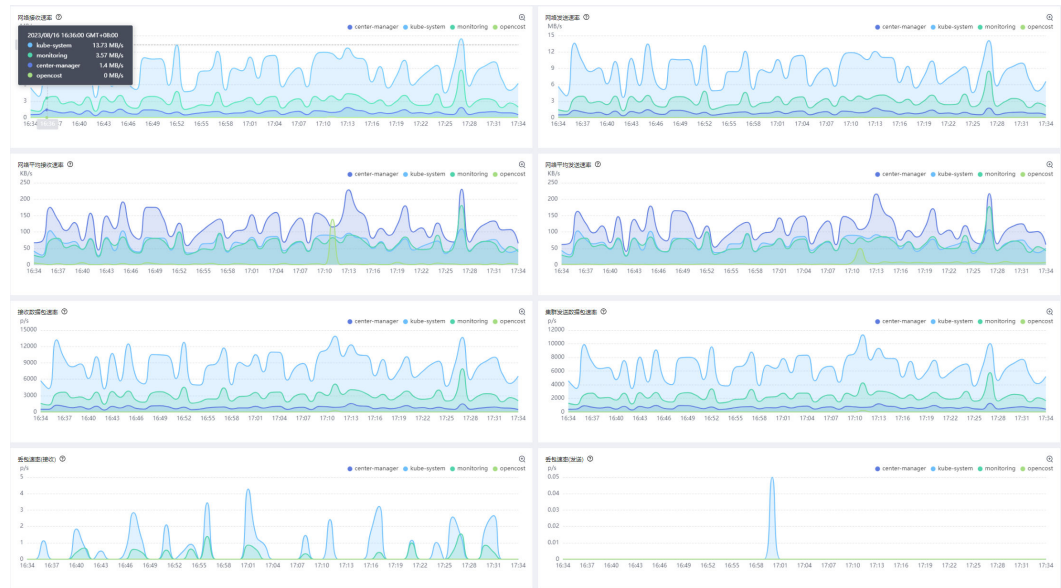 网络接收速率
MB/s
center-manager kube-system monitoring opencost
2023/08/16 16:36:00 GMT+08:00
kube-system 13.73 MB/s
monitoring 3.57 MB/s
center-manager 1.4 MB/s
opencost 0 MB/s
3
0
16:34 16:37 16:40 16:43 16:46 16:49 16:52 16:55 16:58 17:01 17:04 17:07 17:10 17:13 17:16 17:19 17:22 17:25 17:28 17:31 17:34
网络发送速率
MB/s
center-manager kube-system monitoring opencost
15
12
9
6
3
0
16:34 16:37 16:40 16:43 16:46 16:49 16:52 16:55 16:58 17:01 17:04 17:07 17:10 17:13 17:16 17:19 17:22 17:25 17:28 17:31 17:34
网络平均接收速率
KB/s
center-manager kube-system monitoring opencost
250
200
150
100
50
0
16:34 16:37 16:40 16:43 16:46 16:49 16:52 16:55 16:58 17:01 17:04 17:07 17:10 17:13 17:16 17:19 17:22 17:25 17:28 17:31 17:34
网络平均发送速率
KB/s
center-manager kube-system monitoring opencost
250
200
150
100
50
0
16:34 16:37 16:40 16:43 16:46 16:49 16:52 16:55 16:58 17:01 17:04 17:07 17:10 17:13 17:16 17:19 17:22 17:25 17:28 17:31 17:34
接收数据包速率
p/s
center-manager kube-system monitoring opencost
15000
12000
9000
6000
3000
0
16:34 16:37 16:40 16:43 16:46 16:49 16:52 16:55 16:58 17:01 17:04 17:07 17:10 17:13 17:16 17:19 17:22 17:25 17:28 17:31 17:34
集群发送数据包速率
p/s
center-manager kube-system monitoring opencost
12000
10000
8000
6000
4000
2000
0
16:34 16:37 16:40 16:43 16:46 16:49 16:52 16:55 16:58 17:01 17:04 17:07 17:10 17:13 17:16 17:19 17:22 17:25 17:28 17:31 17:34
丢包速率(接收)
p/s
center-manager kube-system monitoring opencost
5
4
3
2
1
0
16:34 16:37 16:40 16:43 16:46 16:49 16:52 16:55 16:58 17:01 17:04 17:07 17:10 17:13 17:16 17:19 17:22 17:25 17:28 17:31 17:34
丢包速率(发送)
p/s
center-manager kube-system monitoring opencost
0.05
0.04
0.03
0.02
0.01
0
16:34 16:37 16:40 16:43 16:46 16:49 16:52 16:55 16:58 17:01 17:04 17:07 17:10 17:13 17:16 17:19 17:22 17:25 17:28 17:31 17:34